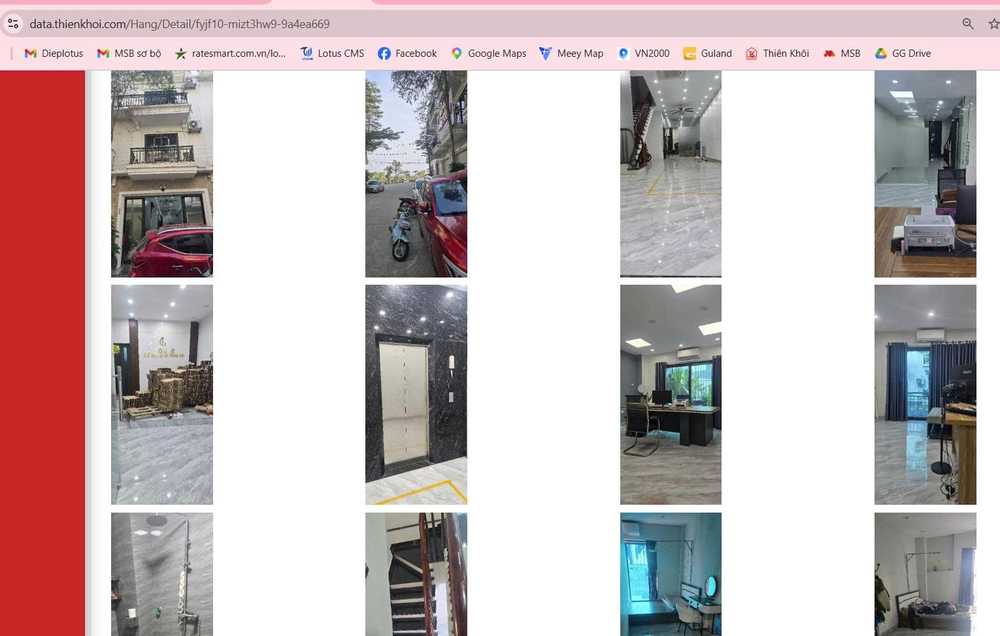 data.thienkhoi.com/Hang/Detail/fyjf10-mizt3hw9-9a4ea669
Dieplotus
MSB sơ bộ
ratesmart.com.vn/lo...
Lotus CMS
Facebook
Google Maps
Meey Map
VN2000
Guland
Thiên Khôi
MSB
GG Drive